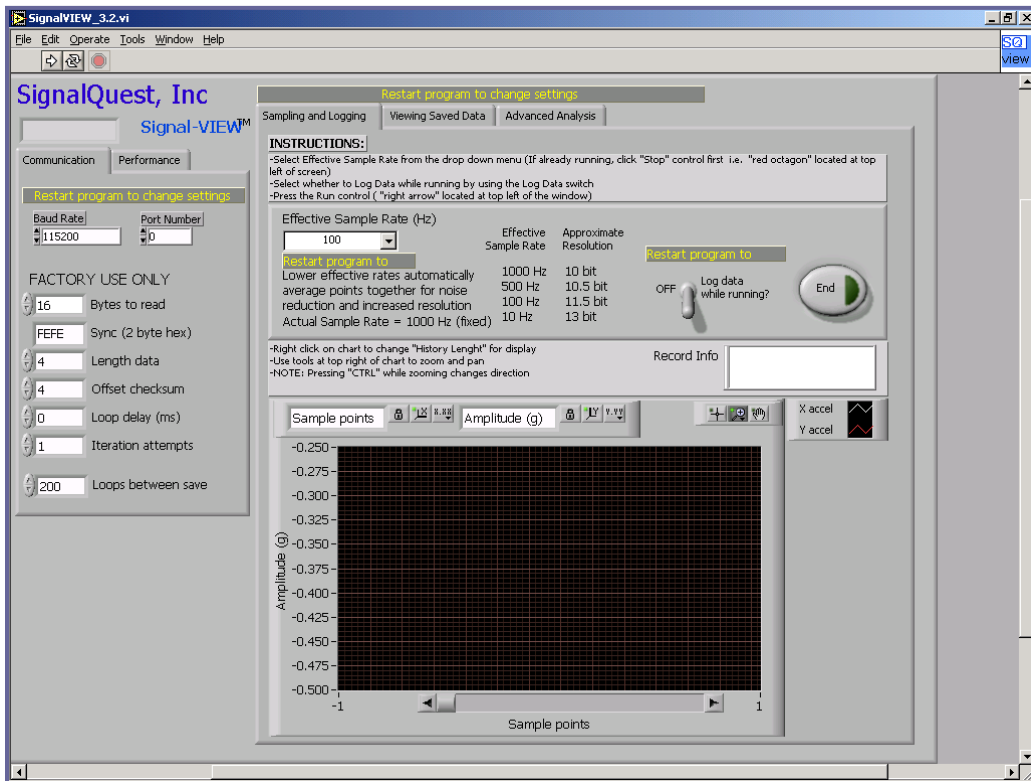 SignalVIEW_3.2.vi
File Edit Operate Tools Window Help
SQ
view
SignalQuest, Inc
Signal-VIEW™
Communication Performance
Restart program to change settings
Baud Rate Port Number
115200 0
FACTORY USE ONLY
16 Bytes to read
FEFE Sync (2 byte hex)
4 Length data
4 Offset checksum
0 Loop delay (ms)
1 Iteration attempts
200 Loops between save
Restart program to change settings
Sampling and Logging Viewing Saved Data Advanced Analysis
INSTRUCTIONS:
-Select Effective Sample Rate from the drop down menu (If already running, click "Stop" control first i.e. "red octagon" located at top
left of screen)
-Select whether to Log Data while running by using the Log Data switch
-Press the Run control ( "right arrow" located at top left of the window)
Effective Sample Rate (Hz)
100
Restart program to
Lower effective rates automatically
average points together for noise
reduction and increased resolution
Actual Sample Rate = 1000 Hz (fixed)
Effective Approximate
Sample Rate Resolution
1000 Hz 10 bit
500 Hz 10.5 bit
100 Hz 11.5 bit
10 Hz 13 bit
Restart program to
OFF Log data
while running?
End
-Right click on chart to change "History Lenght" for display
-Use tools at top right of chart to zoom and pan
-NOTE: Pressing "CTRL" while zooming changes direction
Record Info
Sample points X X.XX Amplitude (g) Y Y.YY
X accel
Y accel
Amplitude (g)
-0.250
-0.275
-0.300
-0.325
-0.350
-0.375
-0.400
-0.425
-0.450
-0.475
-0.500
-1 1
Sample points